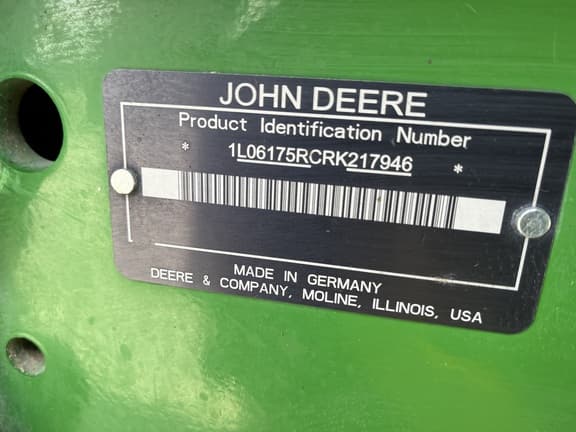 JOHN DEERE
Product Identification Number
* 1L06175RCRK217946 *
MADE IN GERMANY
DEERE & COMPANY, MOLINE, ILLINOIS, USA